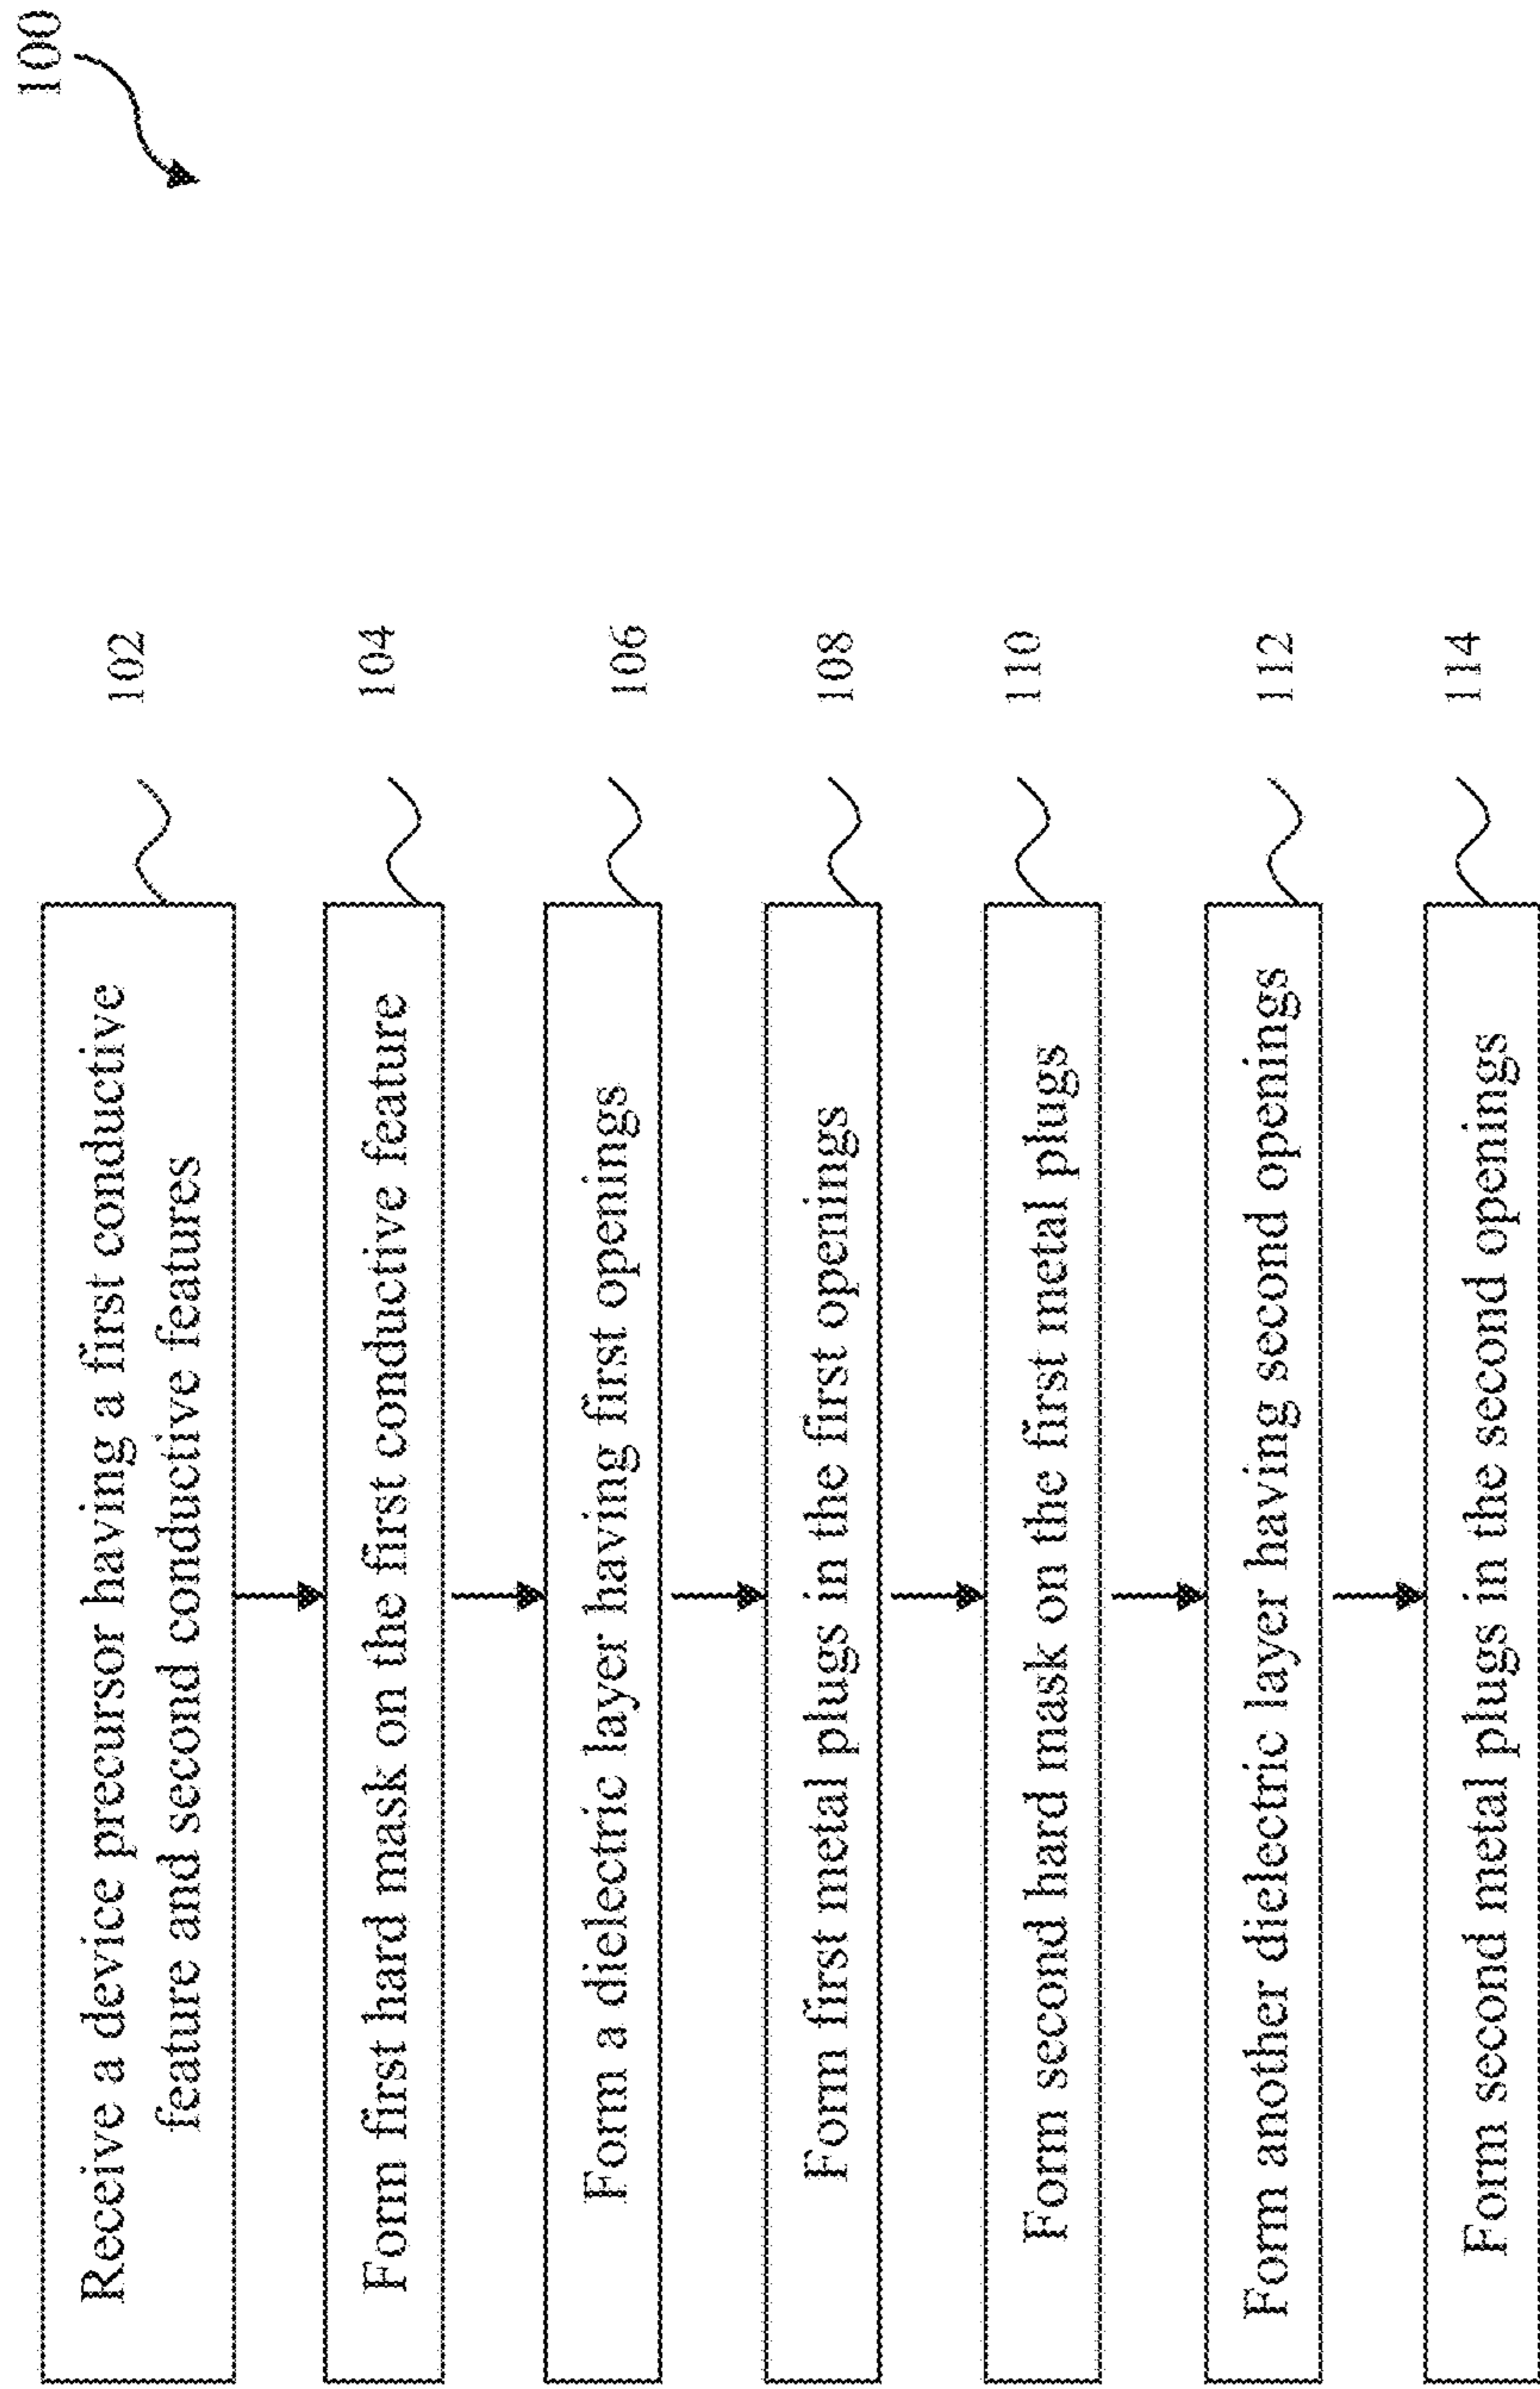 100
Receive a device precursor having a first conductive
feature and second conductive features
102
Form first hard mask on the first conductive feature
104
Form a dielectric layer having first openings
106
Form first metal plugs in the first openings
108
Form second hard mask on the first metal plugs
110
Form another dielectric layer having second openings
112
Form second metal plugs in the second openings
114